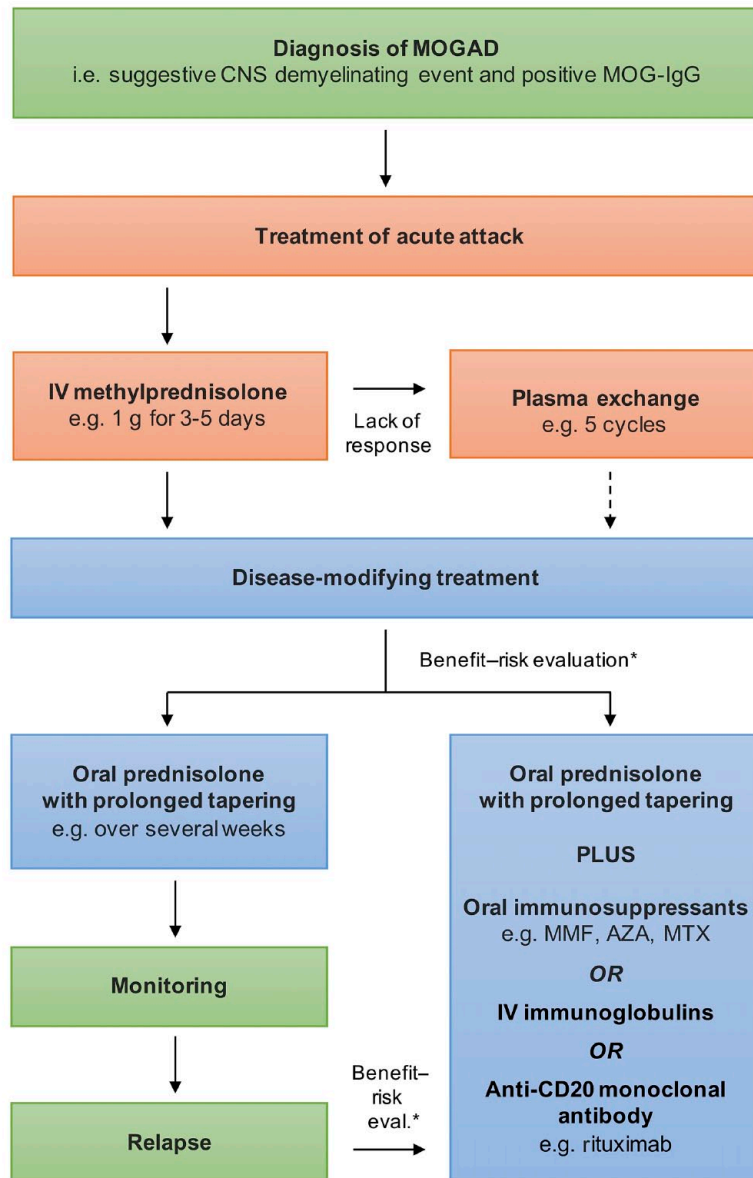 Diagnosis of MOGAD
i.e. suggestive CNS demyelinating event and positive MOG-IgG
Treatment of acute attack
IV methylprednisolone
e.g. 1 g for 3-5 days
Lack of
response
Plasma exchange
e.g. 5 cycles
Disease-modifying treatment
Benefit–risk evaluation*
Oral prednisolone
with prolonged tapering
e.g. over several weeks
Monitoring
Relapse
Benefit–
risk
eval.*
Oral prednisolone
with prolonged tapering
PLUS
Oral immunosuppressants
e.g. MMF, AZA, MTX
OR
IV immunoglobulins
OR
Anti-CD20 monoclonal
antibody
e.g. rituximab